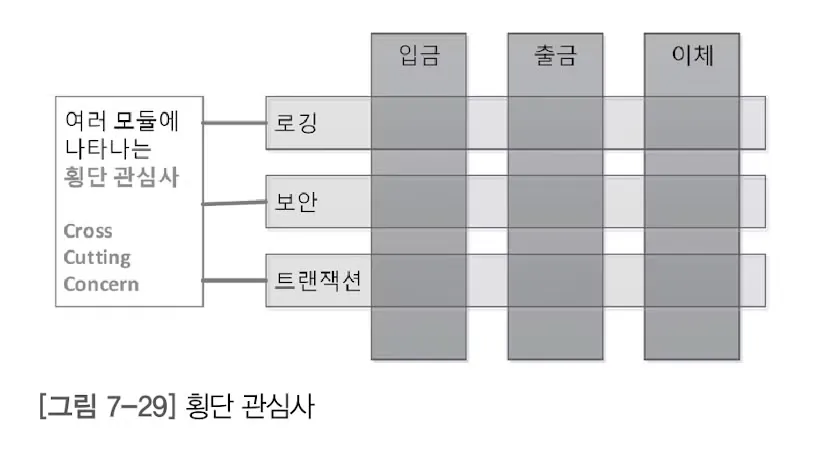 입금 출금 이체
여러 모듈에
나타나는
횡단 관심사
Cross
Cutting
Concern
로깅
보안
트랜잭션
[그림 7-29] 횡단 관심사